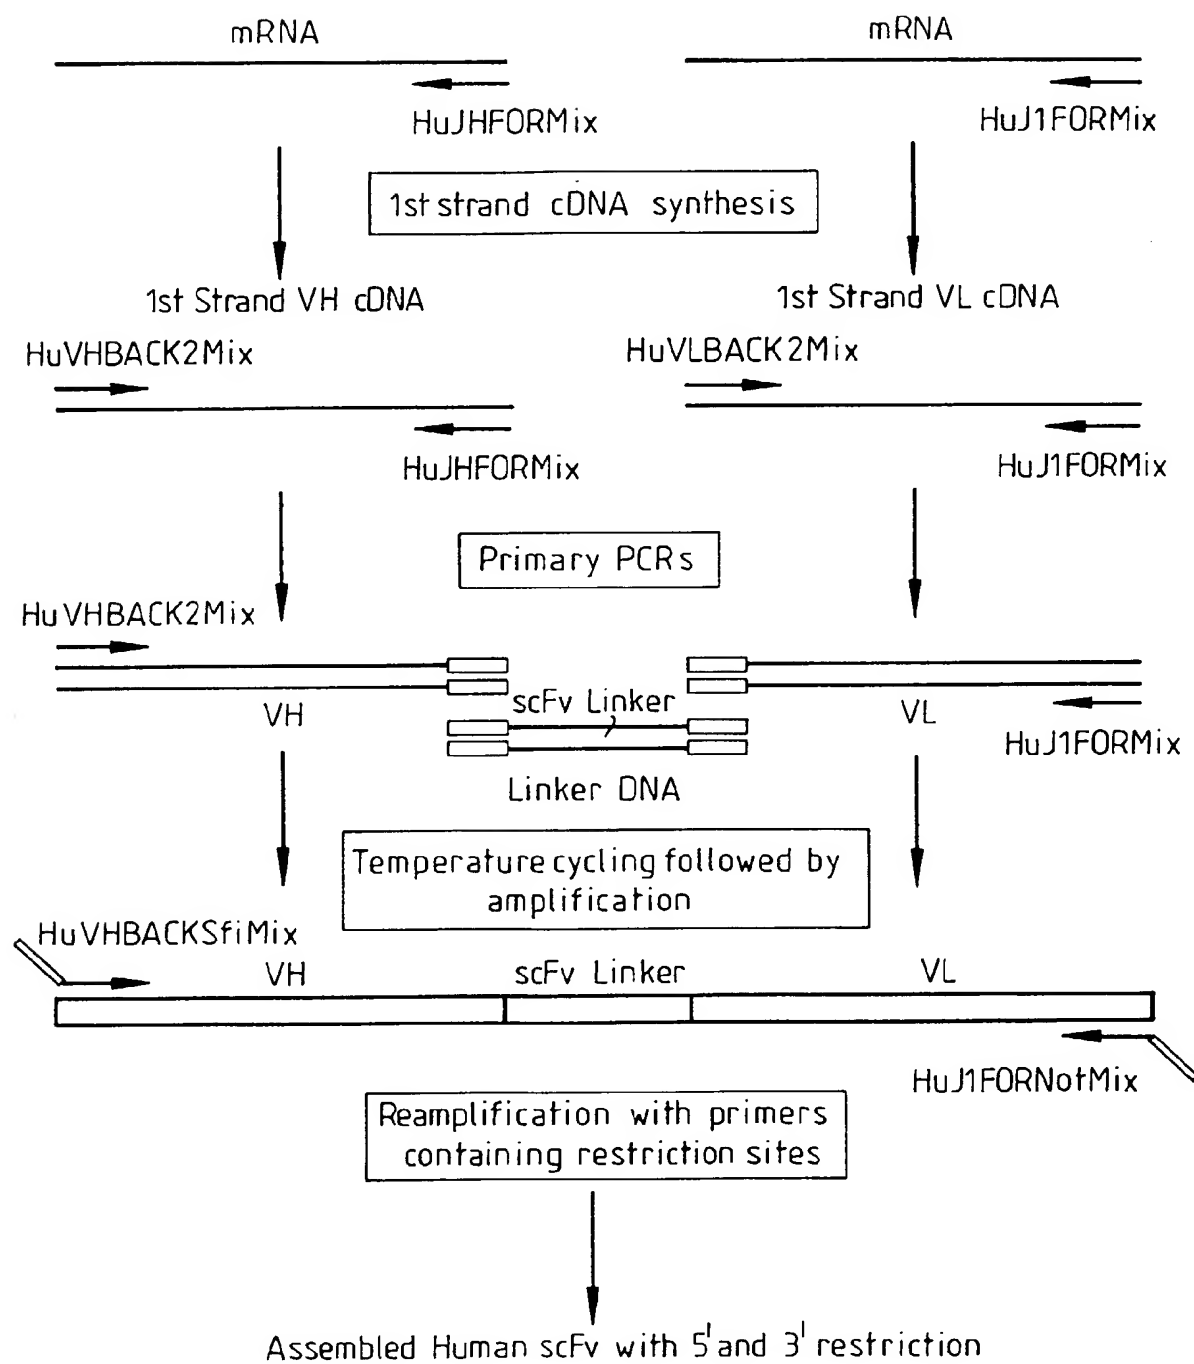 mRNA
mRNA
HuJHFORMix
HuJ1FORMix
1st strand cDNA synthesis
1st Strand VH cDNA
1st Strand VL cDNA
HuVHBACK2Mix
HuVLBACK2Mix
HuJHFORMix
HuJ1FORMix
Primary PCRs
HuVHBACK2Mix
scFv Linker
VH
VL
HuJ1FORMix
Linker DNA
Temperature cycling followed by
amplification
HuVHBACKSfiMix
VH
scFv Linker
VL
HuJ1FORNotMix
Reamplification with primers
containing restriction sites
Assembled Human scFv with 5' and 3' restriction